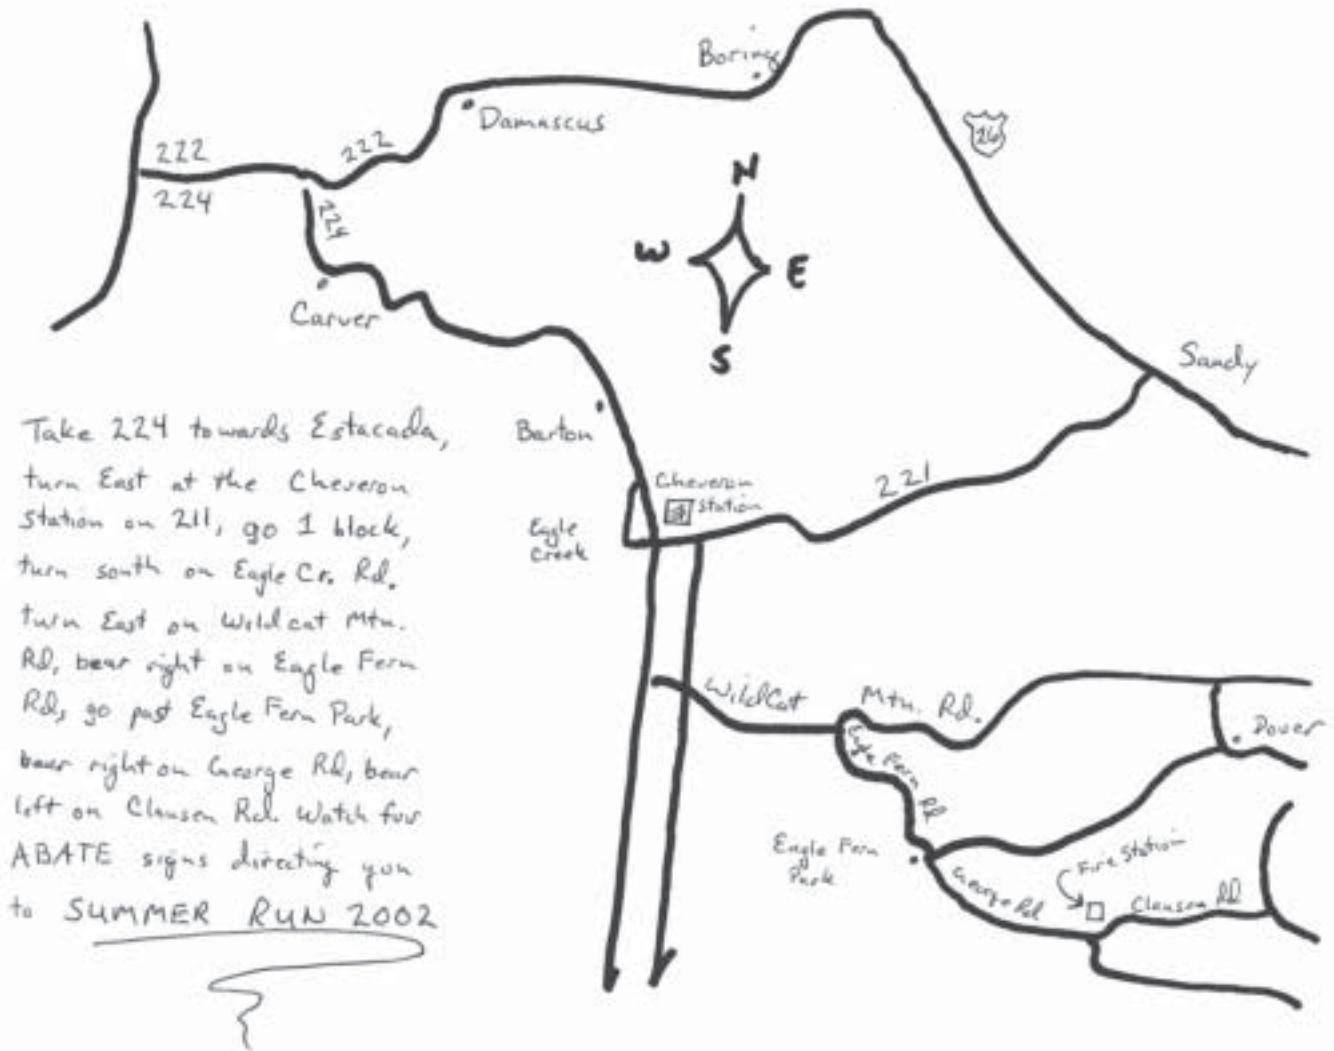 Boring
Damascus
26
222
222
224
224
N
W
E
S
Carver
Sandy
Take 224 towards Estacada,
turn East at the Cheveron
Station on 211, go 1 block,
turn south on Eagle Cr. Rd.
turn East on Wildcat Mtn.
Rd, bear right on Eagle Fern
Rd, go past Eagle Fern Park,
bear right on George Rd, bear
left on Clausen Rd. Watch for
ABATE signs directing you
to SUMMER RUN 2002
Barton
Cheveron
Station
221
Eagle
Creek
WildCat Mtn. Rd.
Dover
Eagle Fern Rd
Eagle Fern
Park
Fire Station
George Rd
Clausen Rd